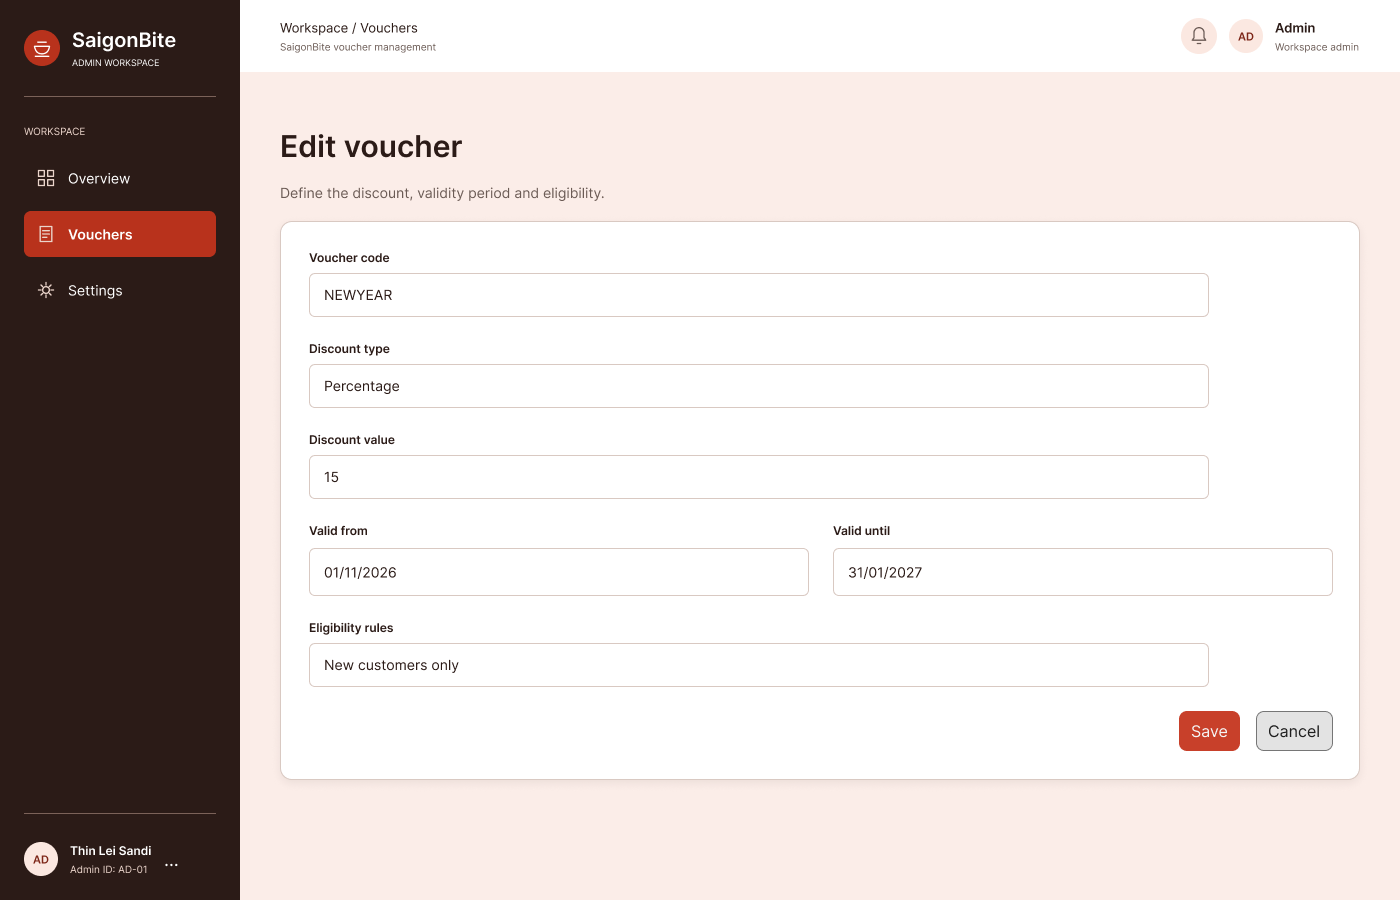 SaigonBite
ADMIN WORKSPACE
WORKSPACE
Overview
Vouchers
Settings
AD
Thin Lei Sandi
Admin ID: AD-01
...
Workspace / Vouchers
SaigonBite voucher management
AD
Admin
Workspace admin
Edit voucher
Define the discount, validity period and eligibility.
Voucher code
NEWYEAR
Discount type
Percentage
Discount value
15
Valid from
Valid until
01/11/2026
31/01/2027
Eligibility rules
New customers only
Save
Cancel